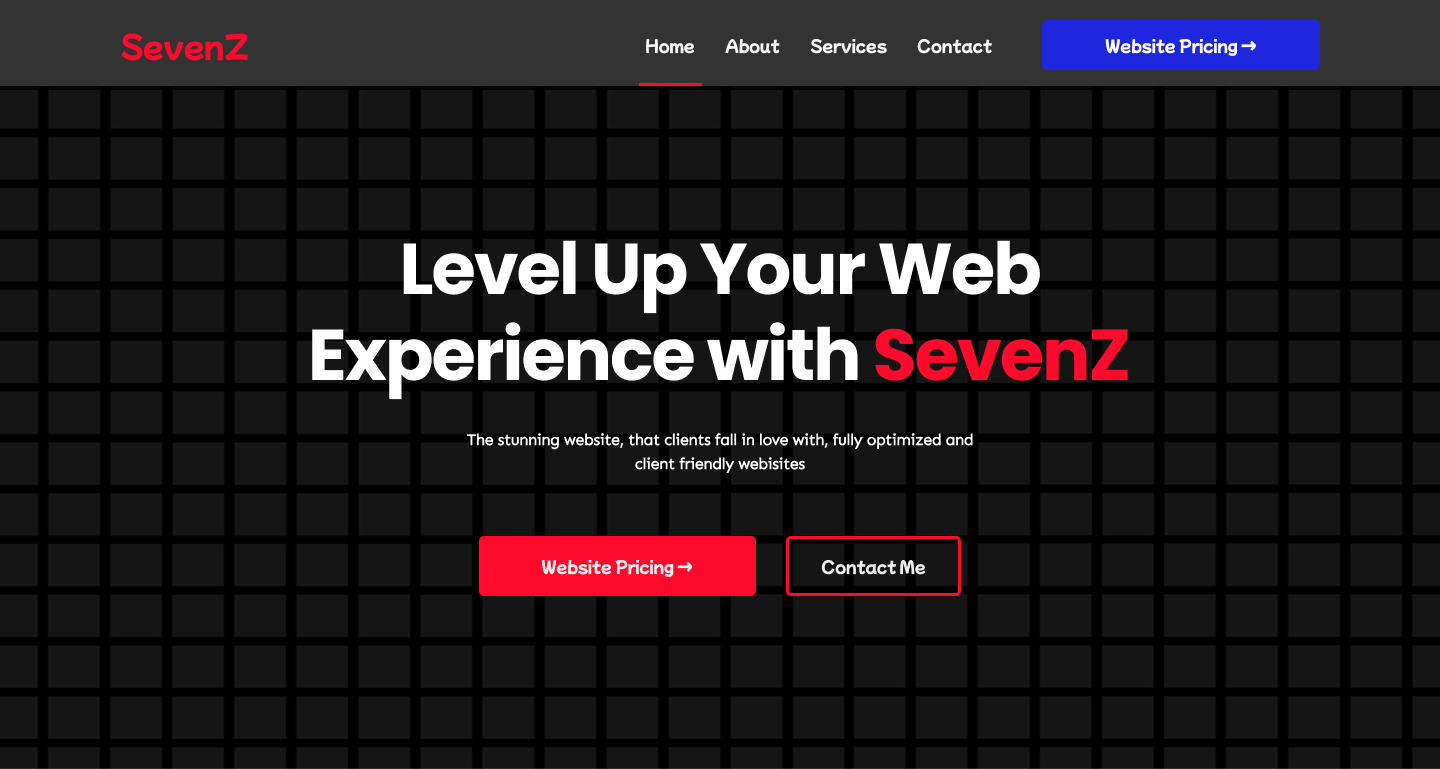 SevenZ
Home About Services Contact Website Pricing →
Level Up Your Web
Experience with SevenZ
The stunning website, that clients fall in love with, fully optimized and
client friendly webisites
Website Pricing → Contact Me